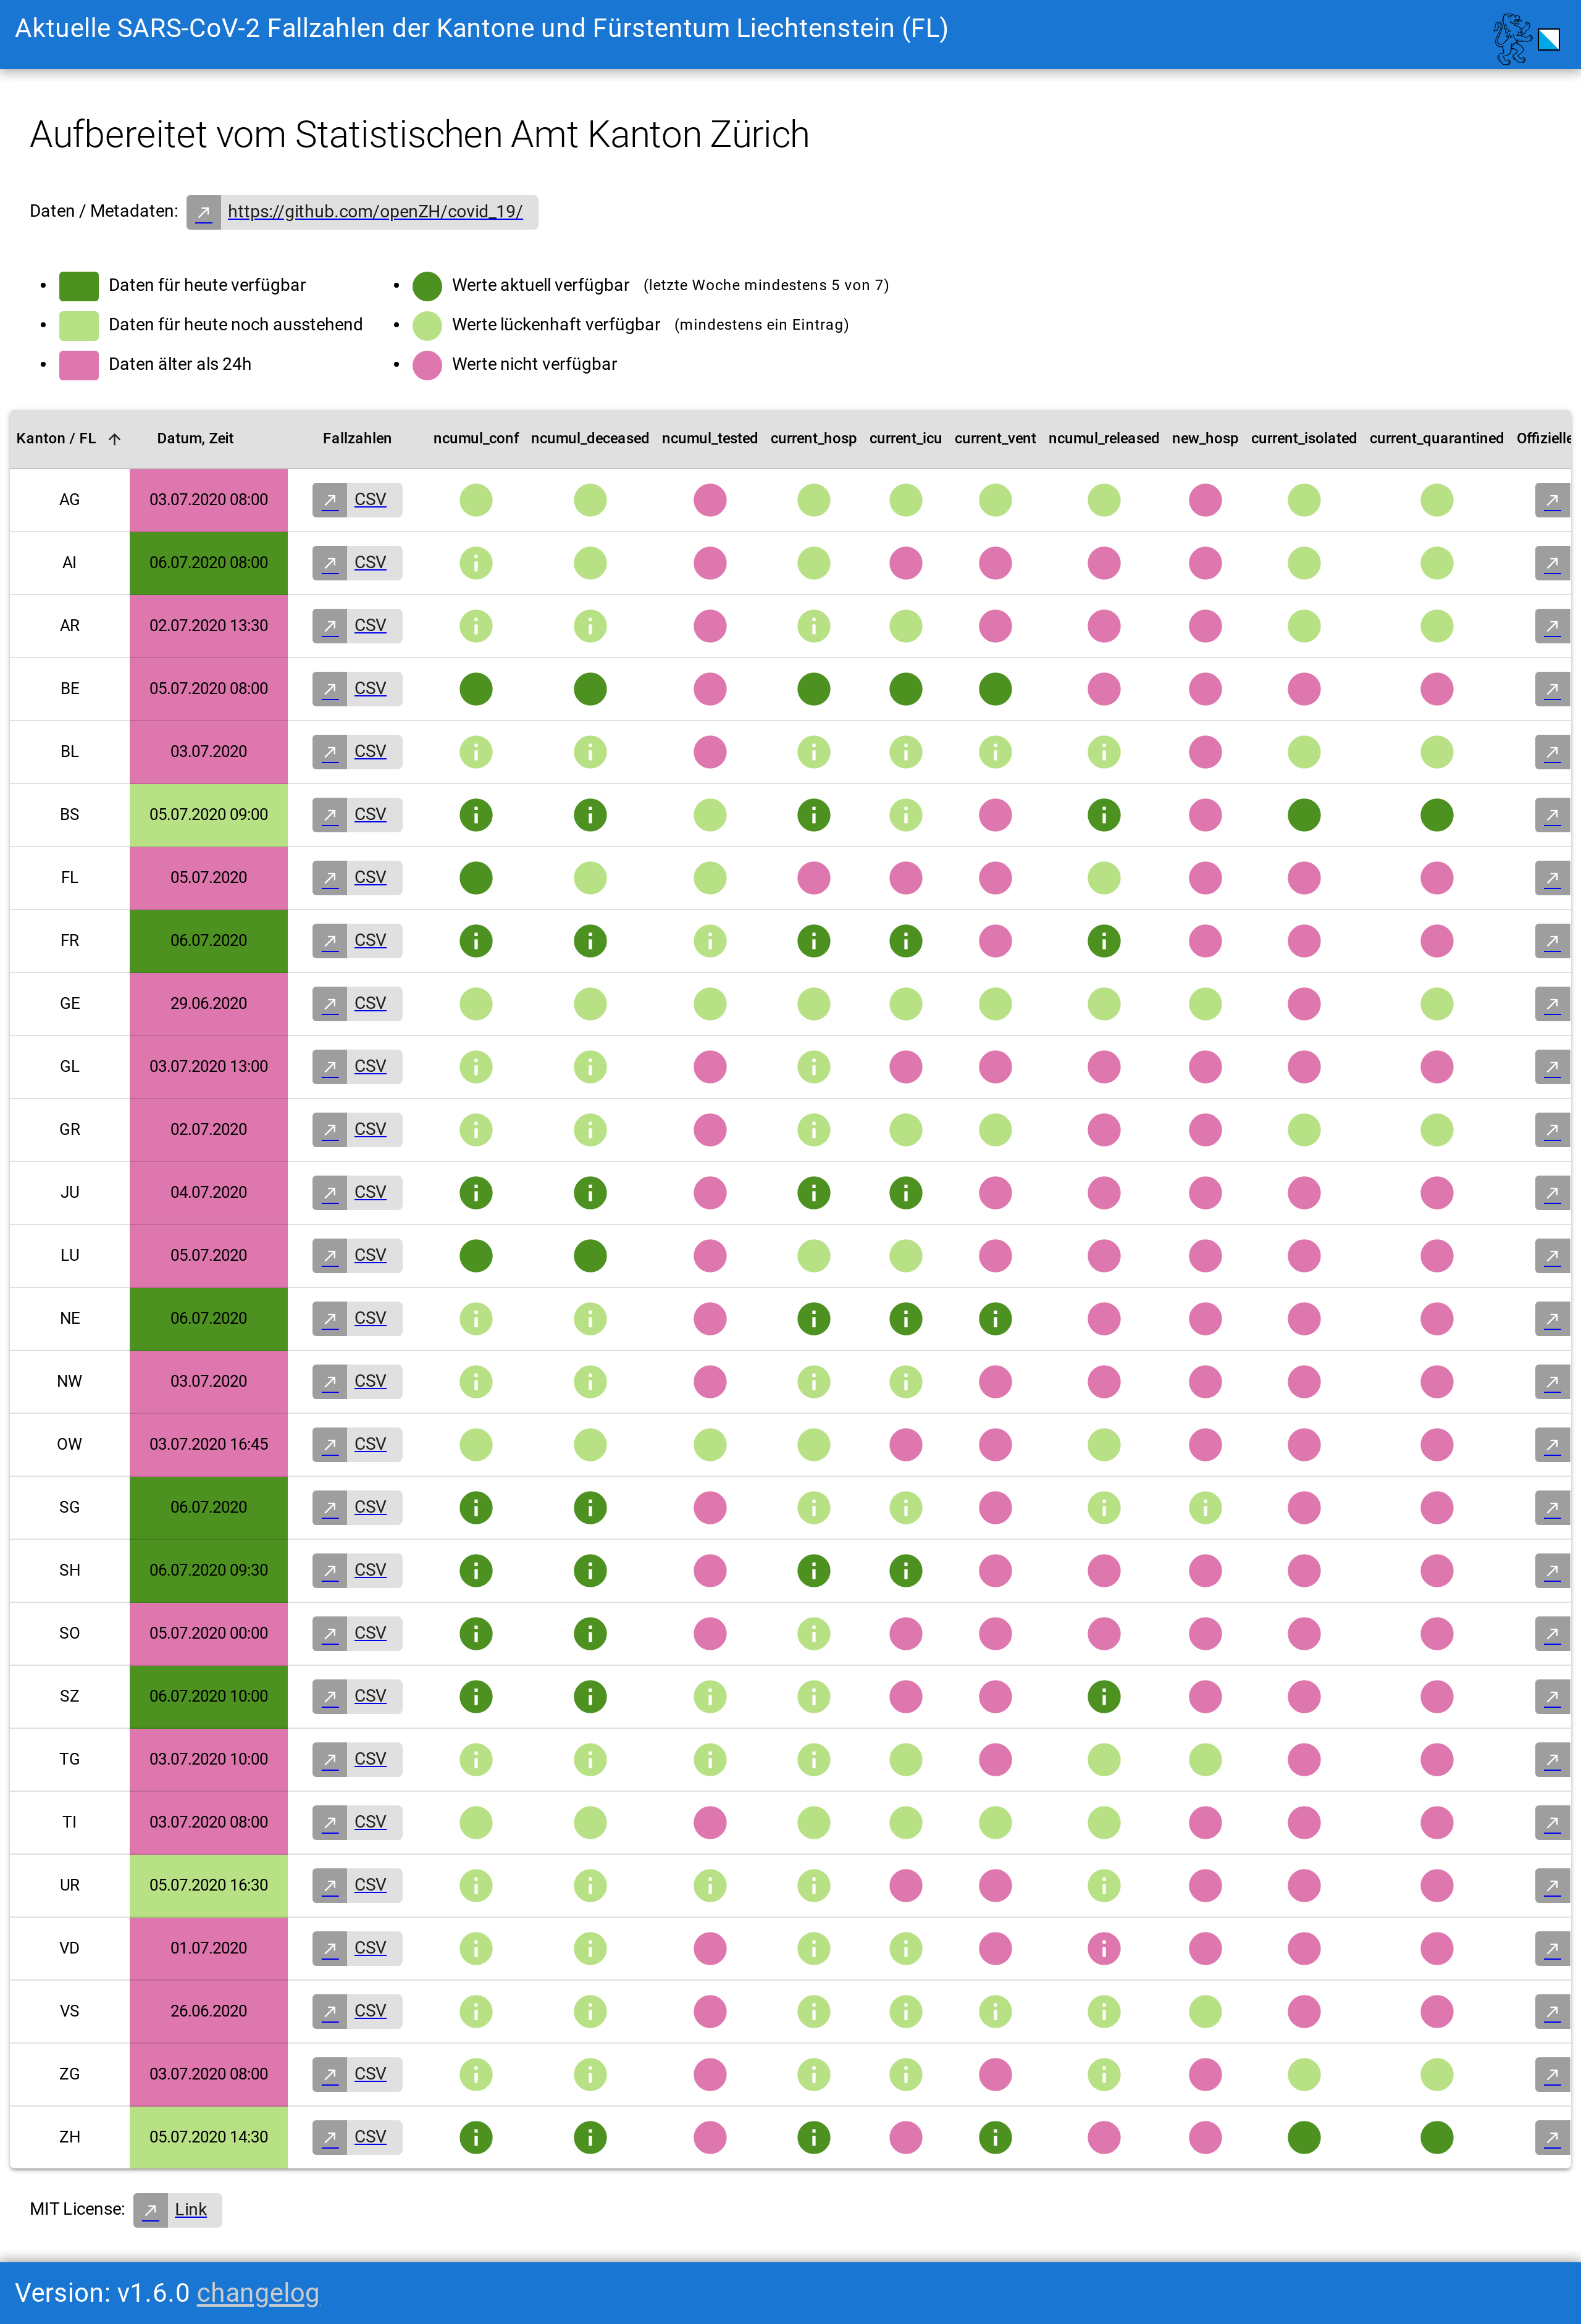 Aktuelle SARS-CoV-2 Fallzahlen der Kantone und Fürstentum Liechtenstein (FL)
Aufbereitet vom Statistischen Amt Kanton Zürich
Daten / Metadaten: https://github.com/openZH/covid_19/
Daten für heute verfügbar
Daten für heute noch ausstehend
Daten älter als 24h
Werte aktuell verfügbar (letzte Woche mindestens 5 von 7)
Werte lückenhaft verfügbar (mindestens ein Eintrag)
Werte nicht verfügbar
Kanton / FL Datum, Zeit Fallzahlen ncumul_conf ncumul_deceased ncumul_tested current_hosp current_icu current_vent ncumul_released new_hosp current_isolated current_quarantined Offizielle
AG 03.07.2020 08:00 CSV
AI 06.07.2020 08:00 CSV
AR 02.07.2020 13:30 CSV
BE 05.07.2020 08:00 CSV
BL 03.07.2020 CSV
BS 05.07.2020 09:00 CSV
FL 05.07.2020 CSV
FR 06.07.2020 CSV
GE 29.06.2020 CSV
GL 03.07.2020 13:00 CSV
GR 02.07.2020 CSV
JU 04.07.2020 CSV
LU 05.07.2020 CSV
NE 06.07.2020 CSV
NW 03.07.2020 CSV
OW 03.07.2020 16:45 CSV
SG 06.07.2020 CSV
SH 06.07.2020 09:30 CSV
SO 05.07.2020 00:00 CSV
SZ 06.07.2020 10:00 CSV
TG 03.07.2020 10:00 CSV
TI 03.07.2020 08:00 CSV
UR 05.07.2020 16:30 CSV
VD 01.07.2020 CSV
VS 26.06.2020 CSV
ZG 03.07.2020 08:00 CSV
ZH 05.07.2020 14:30 CSV
MIT License: Link
Version: v1.6.0 changelog